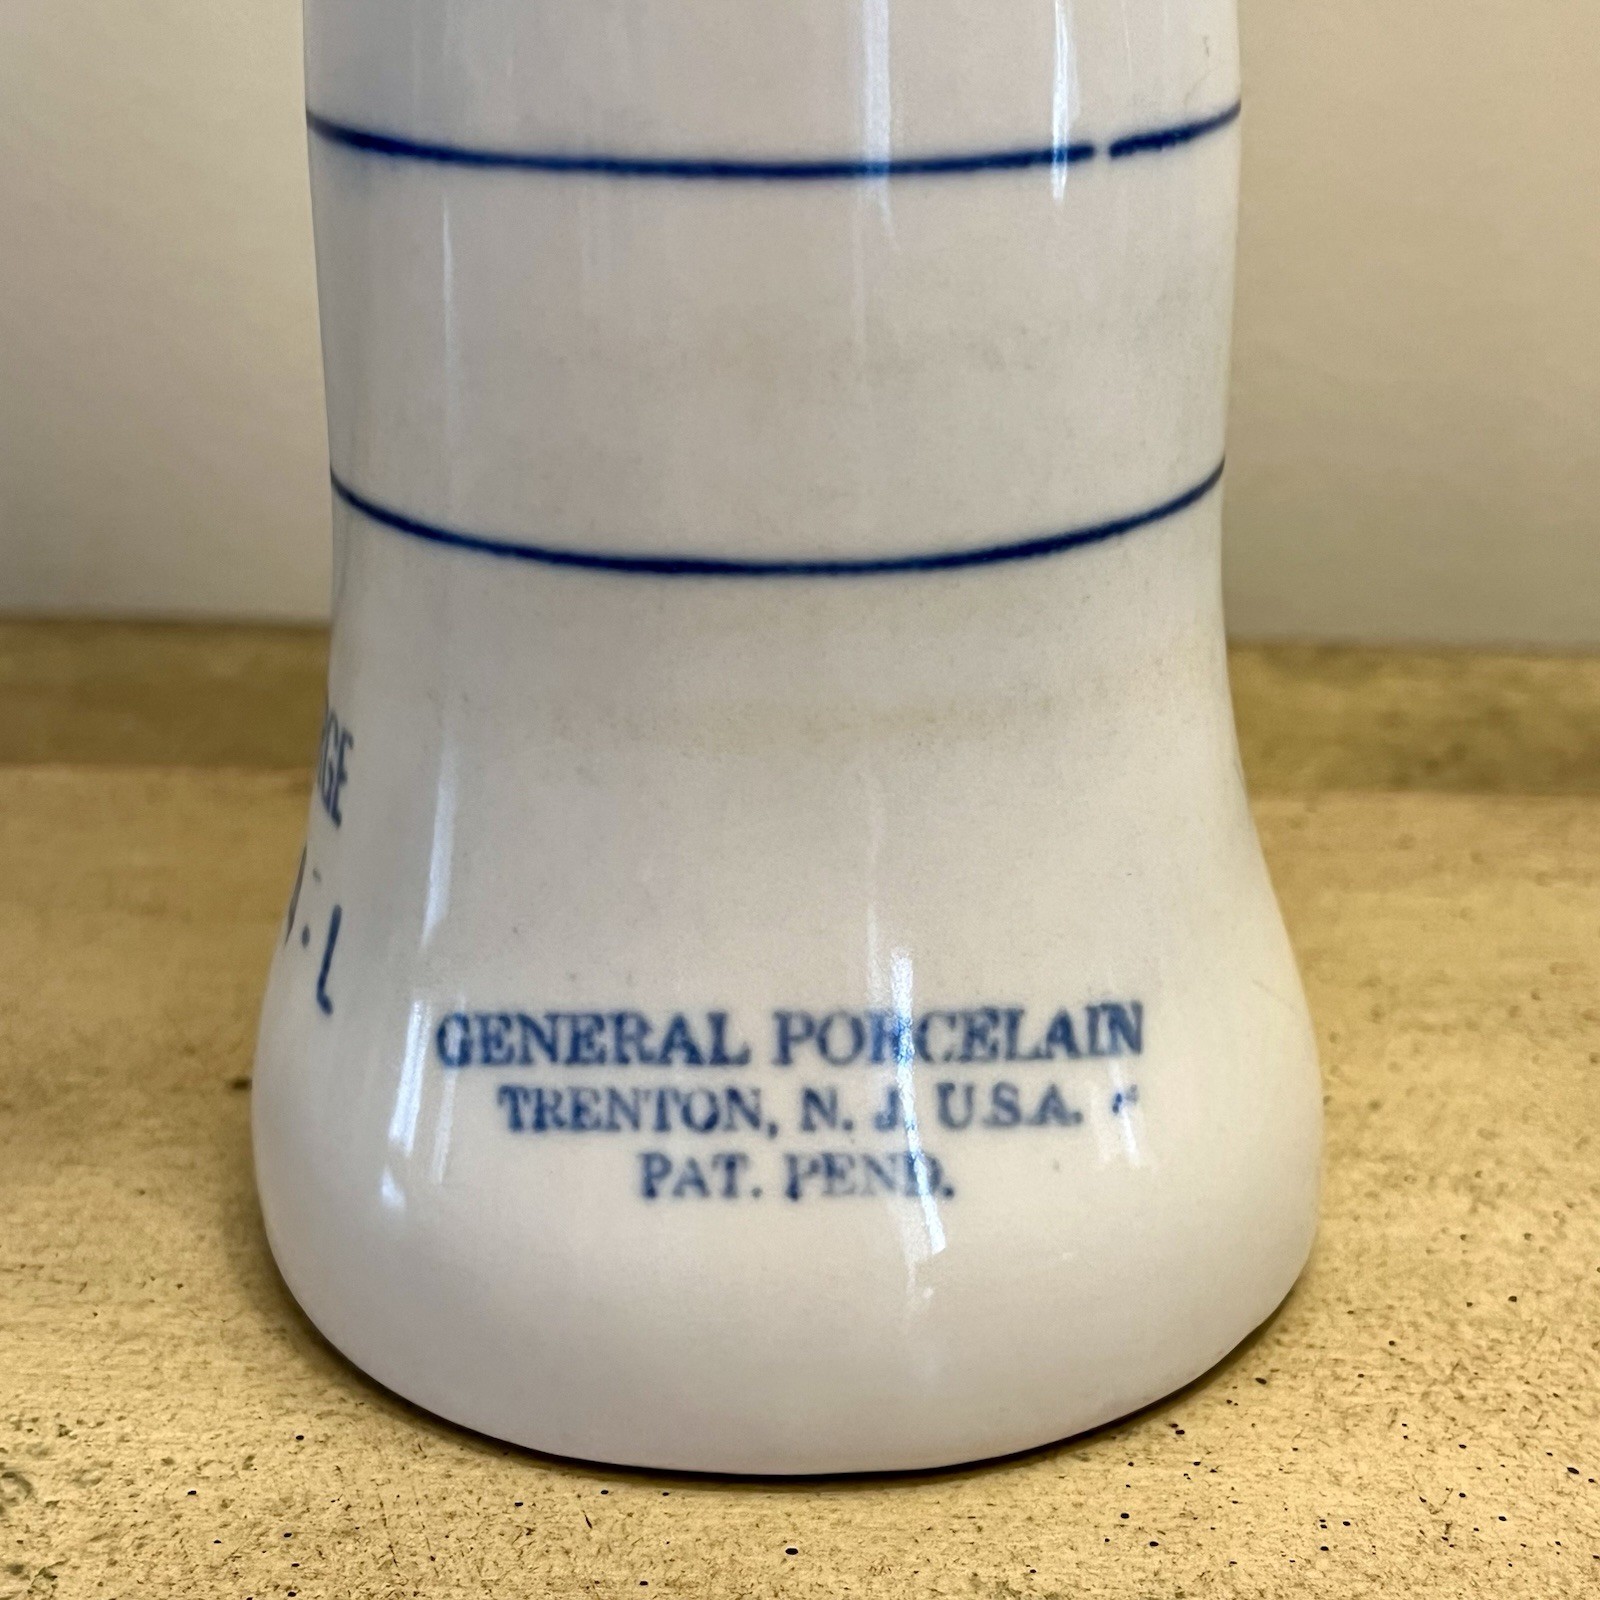 GENERAL PORCELAIN
TRENTON, N. J. U.S.A.
PAT. PEND.